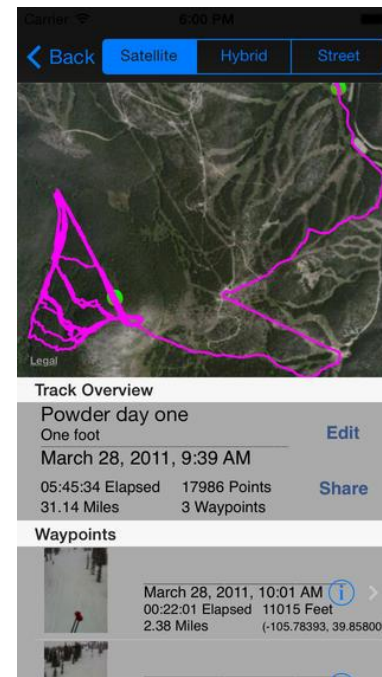 Carrier 6:00 PM
Back Satellite Hybrid Street
Legal
Track Overview
Powder day one
One foot
Edit
March 28, 2011, 9:39 AM
05:45:34 Elapsed 17986 Points
Share
31.14 Miles 3 Waypoints
Waypoints
March 28, 2011, 10:01 AM
00:22:01 Elapsed 11015 Feet
2.38 Miles (-105.78393, 39.85800